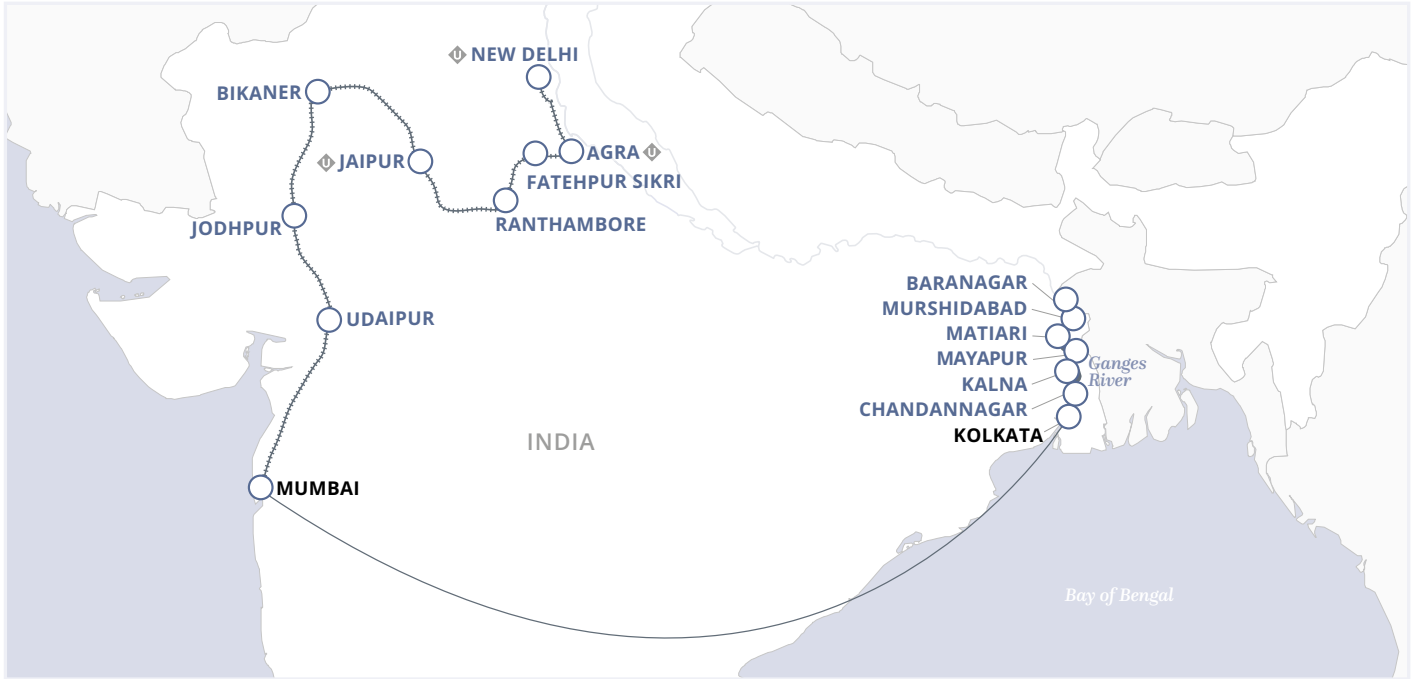 U NEW DELHI
BIKANER
U JAIPUR
AGRA U
FATEHPUR SIKRI
RANTHAMBORE
JODHPUR
UDAIPUR
MUMBAI
INDIA
BARANAGAR
MURSHIDABAD
MATIARI
MAYAPUR
KALNA
CHANDANNAGAR
KOLKATA
Ganges
River
Bay of Bengal